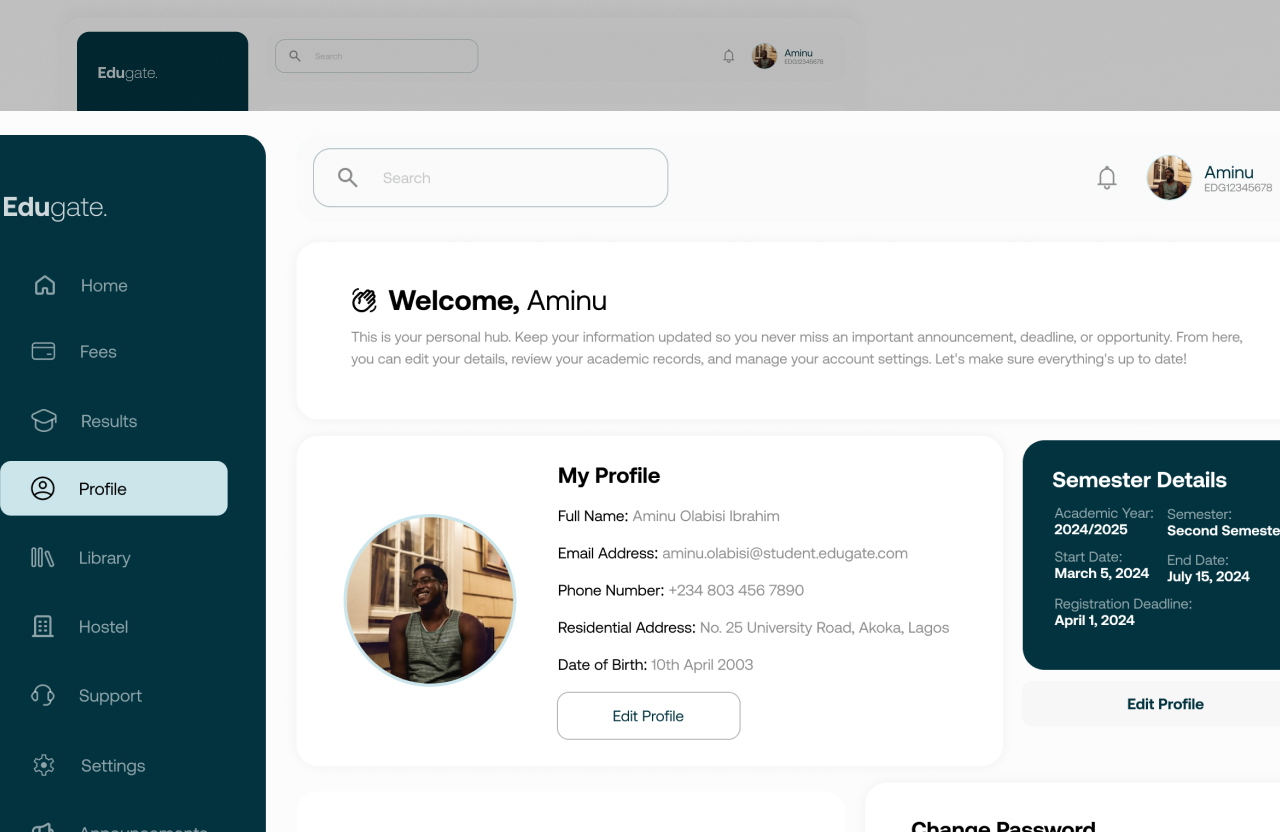 Edugate.
Search
Aminu
EDG12345678
Edugate.
Search
Aminu
EDG12345678
Home
Fees
Results
Profile
Library
Hostel
Support
Settings
Announcements
Welcome, Aminu
This is your personal hub. Keep your information updated so you never miss an important announcement, deadline, or opportunity. From here,
you can edit your details, review your academic records, and manage your account settings. Let's make sure everything's up to date!
My Profile
Full Name: Aminu Olabisi Ibrahim
Email Address: aminu.olabisi@student.edugate.com
Phone Number: +234 803 456 7890
Residential Address: No. 25 University Road, Akoka, Lagos
Date of Birth: 10th April 2003
Edit Profile
Semester Details
Academic Year:
2024/2025
Semester:
Second Semeste
Start Date:
March 5, 2024
End Date:
July 15, 2024
Registration Deadline:
April 1, 2024
Edit Profile
Change Password